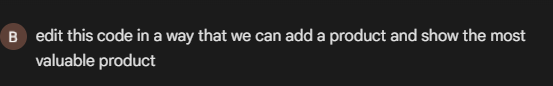 B
edit this code in a way that we can add a product and show the most
valuable product